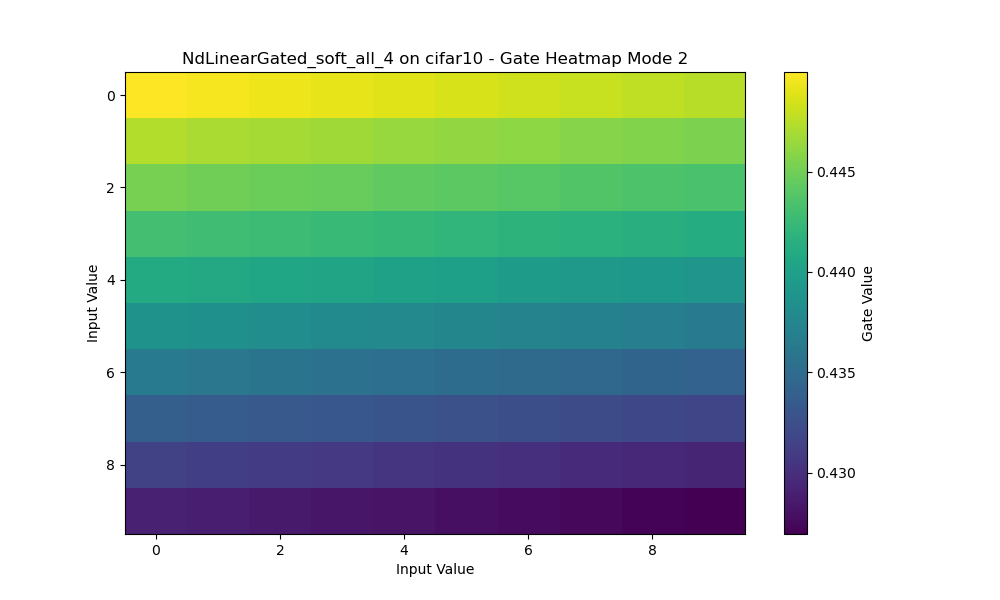 NdLinearGated_soft_all_4 on cifar10 - Gate Heatmap Mode 2
0
2
4
6
8
Input Value
0 2 4 6 8
Input Value
0.445
0.440
0.435
0.430
Gate Value